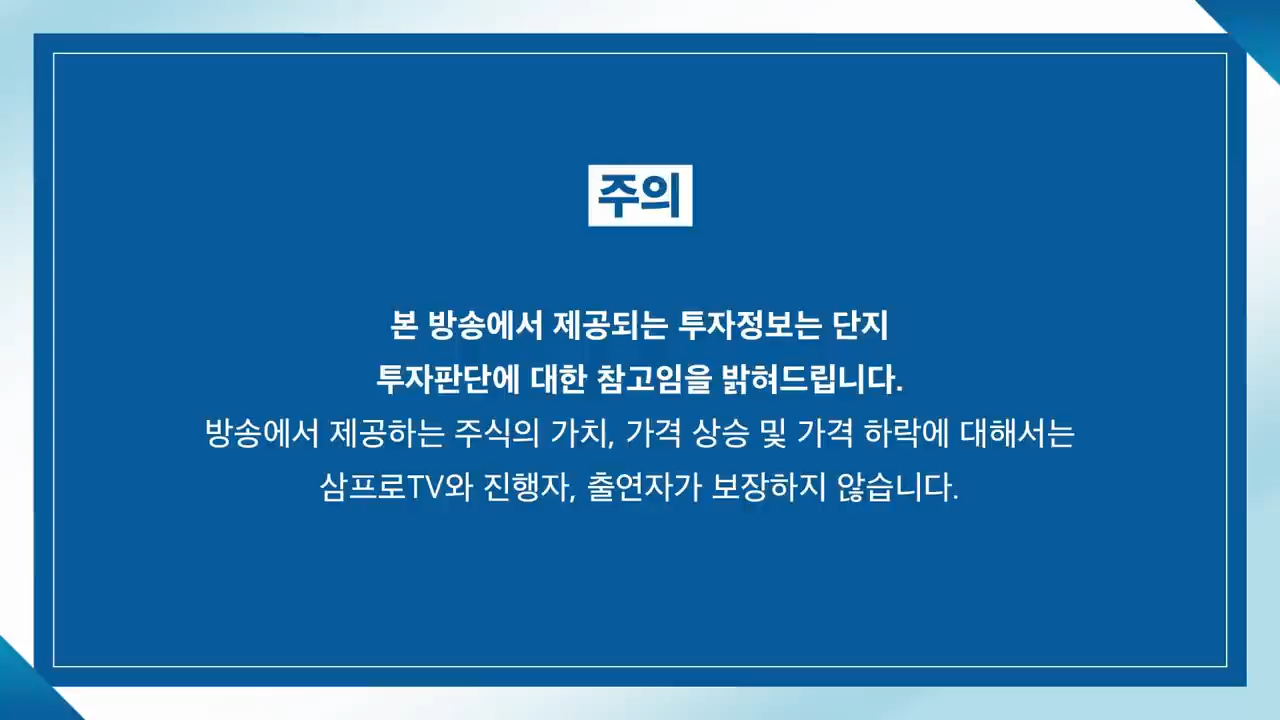 주의
본 방송에서 제공되는 투자정보는 단지
투자판단에 대한 참고임을 밝혀드립니다.
방송에서 제공하는 주식의 가치, 가격 상승 및 가격 하락에 대해서는
삼프로TV와 진행자, 출연자가 보장하지 않습니다.